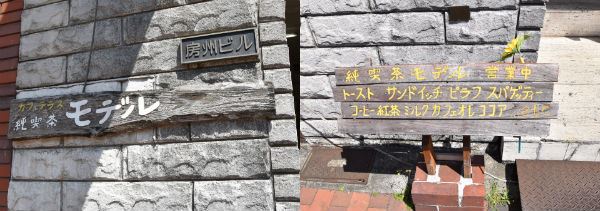 房州ビル
カフェテラス
純喫茶 モデップレ
純喫茶 モデル 営業中
トースト サンドイッチ ピラフ スパゲティー
コーヒー 紅茶 ミルク カフェオレ ココア